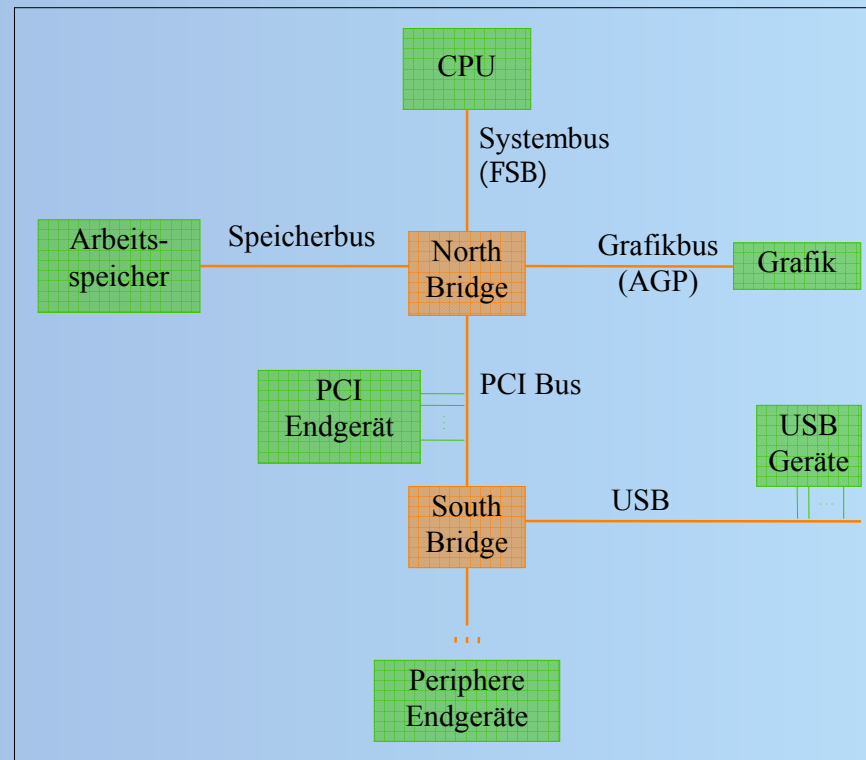 CPU
Systembus
(FSB)
Arbeits-
speicher
Speicherbus
North
Bridge
Grafikbus
(AGP)
Grafik
PCI
Endgerät
PCI Bus
USB
Geräte
South
Bridge
USB
Periphere
Endgeräte